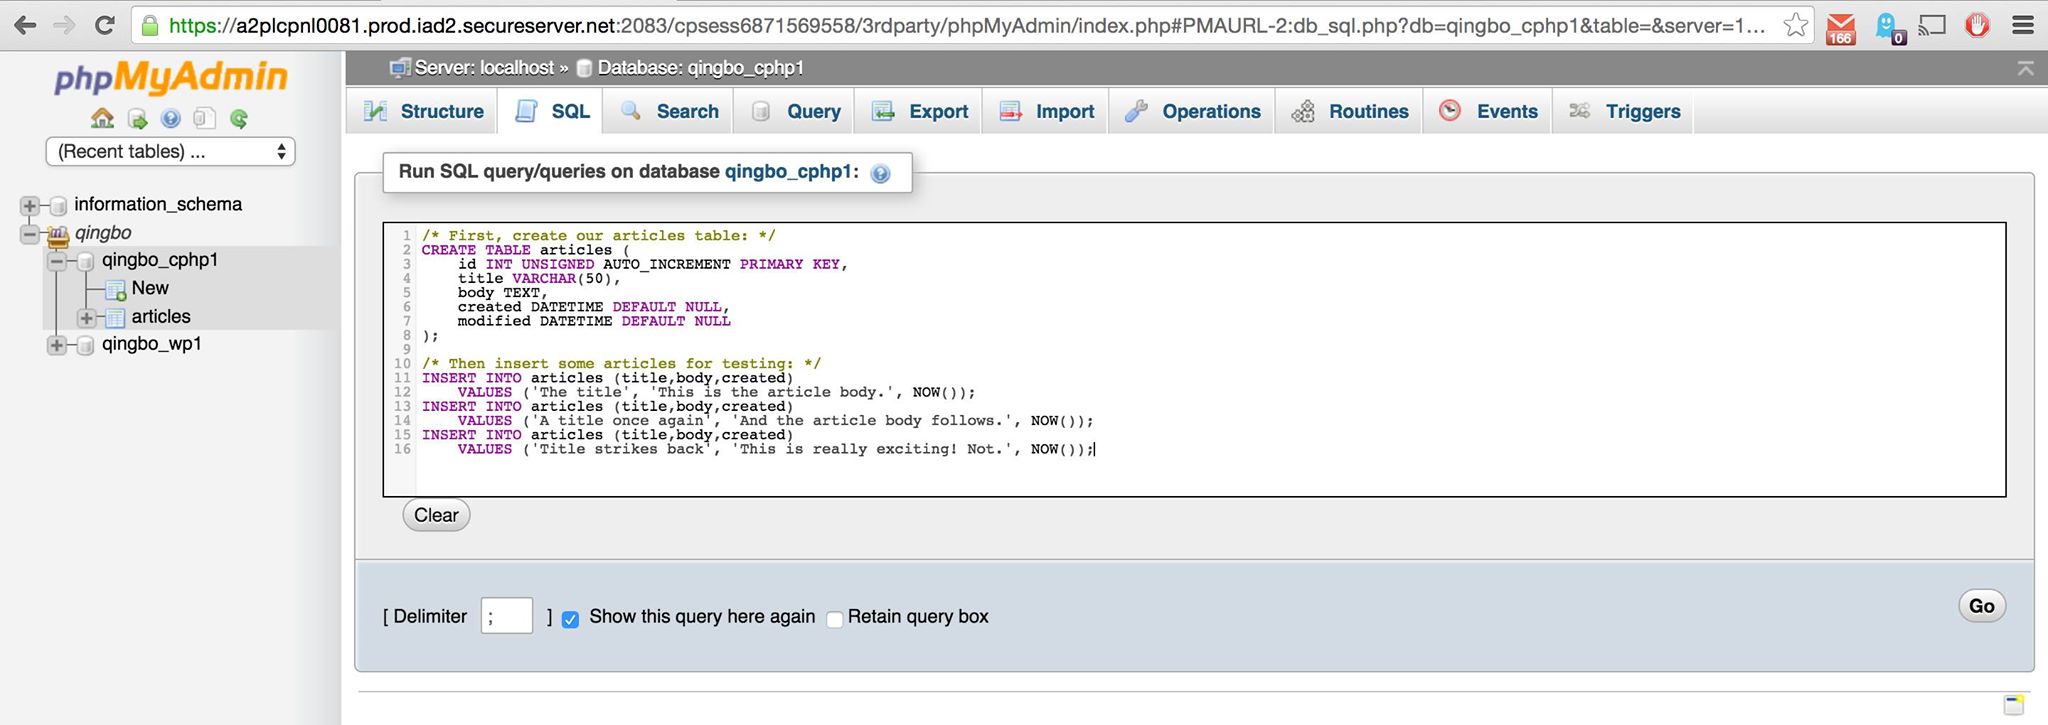 https://a2plcpnl0081.prod.iad2.secureserver.net:2083/cpsess6871569558/3rdparty/phpMyAdmin/index.php#PMAURL-2:db_sql.php?db=qingbo_cphp1&table=&server=1...
166
0
phpMyAdmin
(Recent tables) ...
information_schema
qingbo
qingbo_cphp1
New
articles
qingbo_wp1
Server: localhost » Database: qingbo_cphp1
Structure SQL Search Query Export Import Operations Routines Events Triggers
Run SQL query/queries on database qingbo_cphp1:
1 /* First, create our articles table: */
2 CREATE TABLE articles (
3     id INT UNSIGNED AUTO_INCREMENT PRIMARY KEY,
4     title VARCHAR(50),
5     body TEXT,
6     created DATETIME DEFAULT NULL,
7     modified DATETIME DEFAULT NULL
8 );
9
10 /* Then insert some articles for testing: */
11 INSERT INTO articles (title,body,created)
12     VALUES ('The title', 'This is the article body.', NOW());
13 INSERT INTO articles (title,body,created)
14     VALUES ('A title once again', 'And the article body follows.', NOW());
15 INSERT INTO articles (title,body,created)
16     VALUES ('Title strikes back', 'This is really exciting! Not.', NOW());
Clear
[ Delimiter ; ] Show this query here again Retain query box
Go